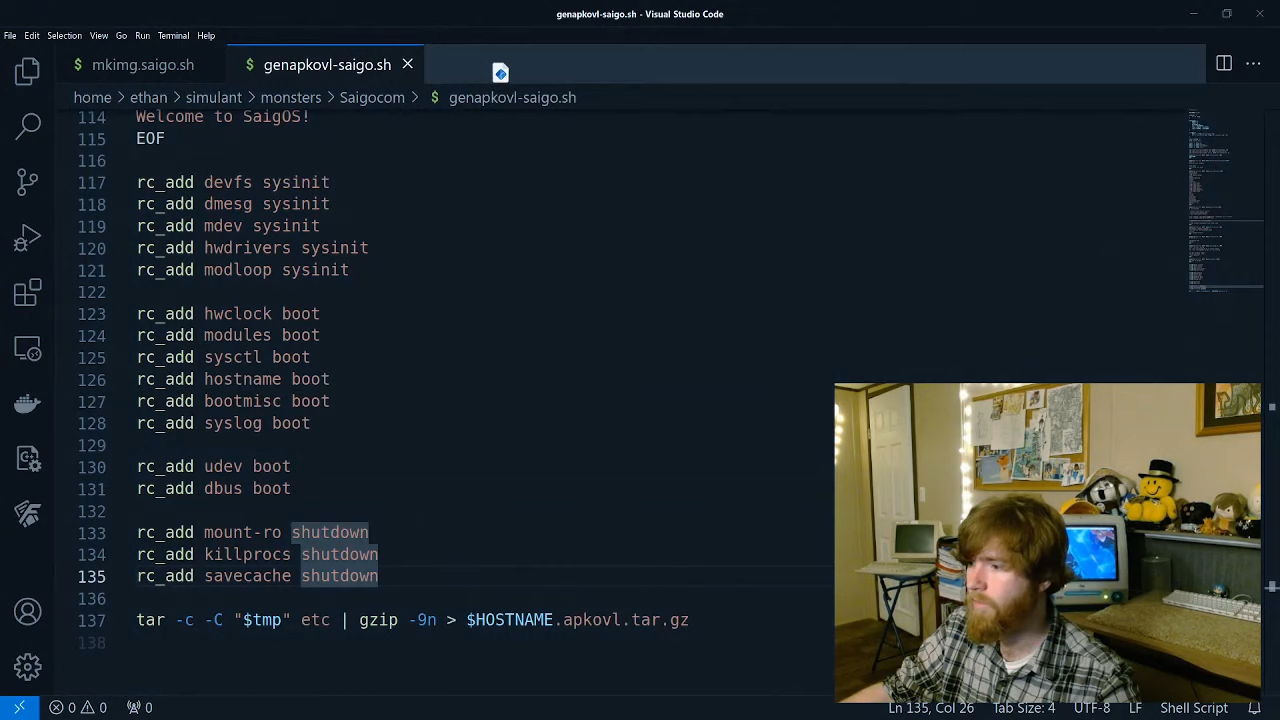 genapkovl-saigo.sh - Visual Studio Code
File Edit Selection View Go Run Terminal Help
$ mkimg.saigo.sh
$ genapkovl-saigo.sh
home > ethan > simulant > monsters > Saigocom > $ genapkovl-saigo.sh
114 Welcome to SaigOS!
115 EOF
116
117 rc_add devfs sysinit
118 rc_add dmesg sysinit
119 rc_add mdev sysinit
120 rc_add hwdrivers sysinit
121 rc_add modloop sysinit
122
123 rc_add hwclock boot
124 rc_add modules boot
125 rc_add sysctl boot
126 rc_add hostname boot
127 rc_add bootmisc boot
128 rc_add syslog boot
129
130 rc_add udev boot
131 rc_add dbus boot
132
133 rc_add mount-ro shutdown
134 rc_add killprocs shutdown
135 rc_add savecache shutdown
136
137 tar -c -C "$tmp" etc | gzip -9n > $HOSTNAME.apkovl.tar.gz
138
0 0 0 Ln 135, Col 26 Tab Size: 4 UTF-8 LF Shell Script